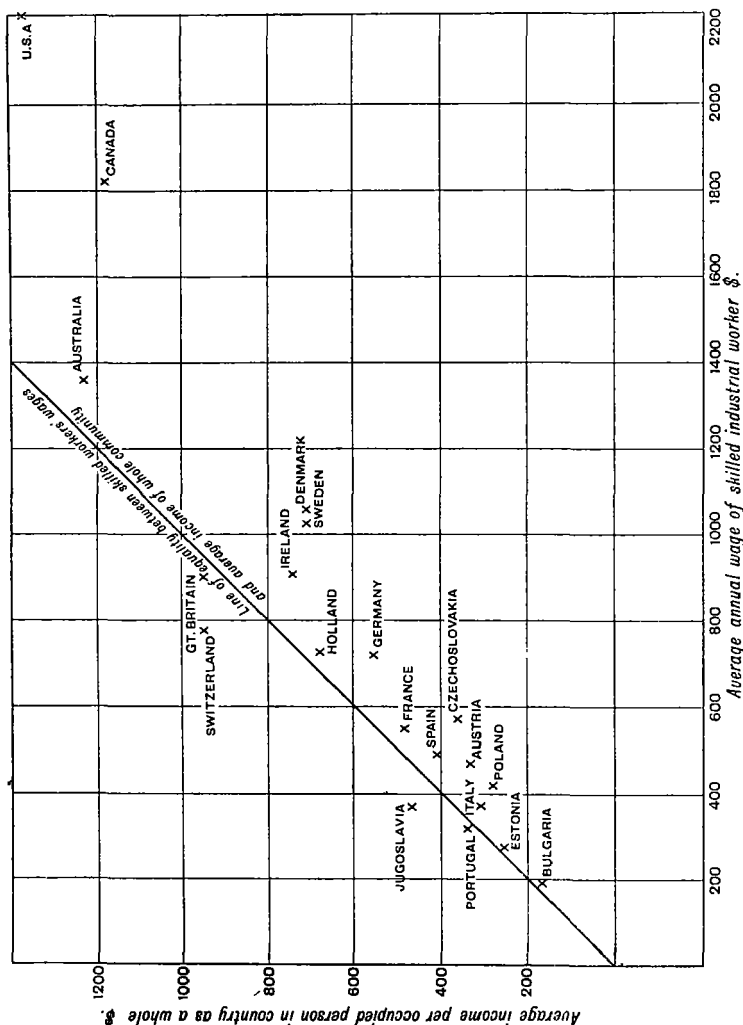 U.S.A
CANADA
AUSTRALIA
Line of equality between skilled workers' wages
and average income of whole community
GT. BRITAIN
SWITZERLAND
IRELAND
DENMARK
SWEDEN
HOLLAND
GERMANY
FRANCE
SPAIN
CZECHOSLOVAKIA
JUGOSLAVIA
PORTUGAL
ITALY
AUSTRIA
POLAND
ESTONIA
BULGARIA
1200
1000
800
600
400
200
200
400
600
800
1000
1200
1400
1600
1800
2000
2200
Average income per occupied person in country as a whole $.
Average annual wage of skilled industrial worker $.